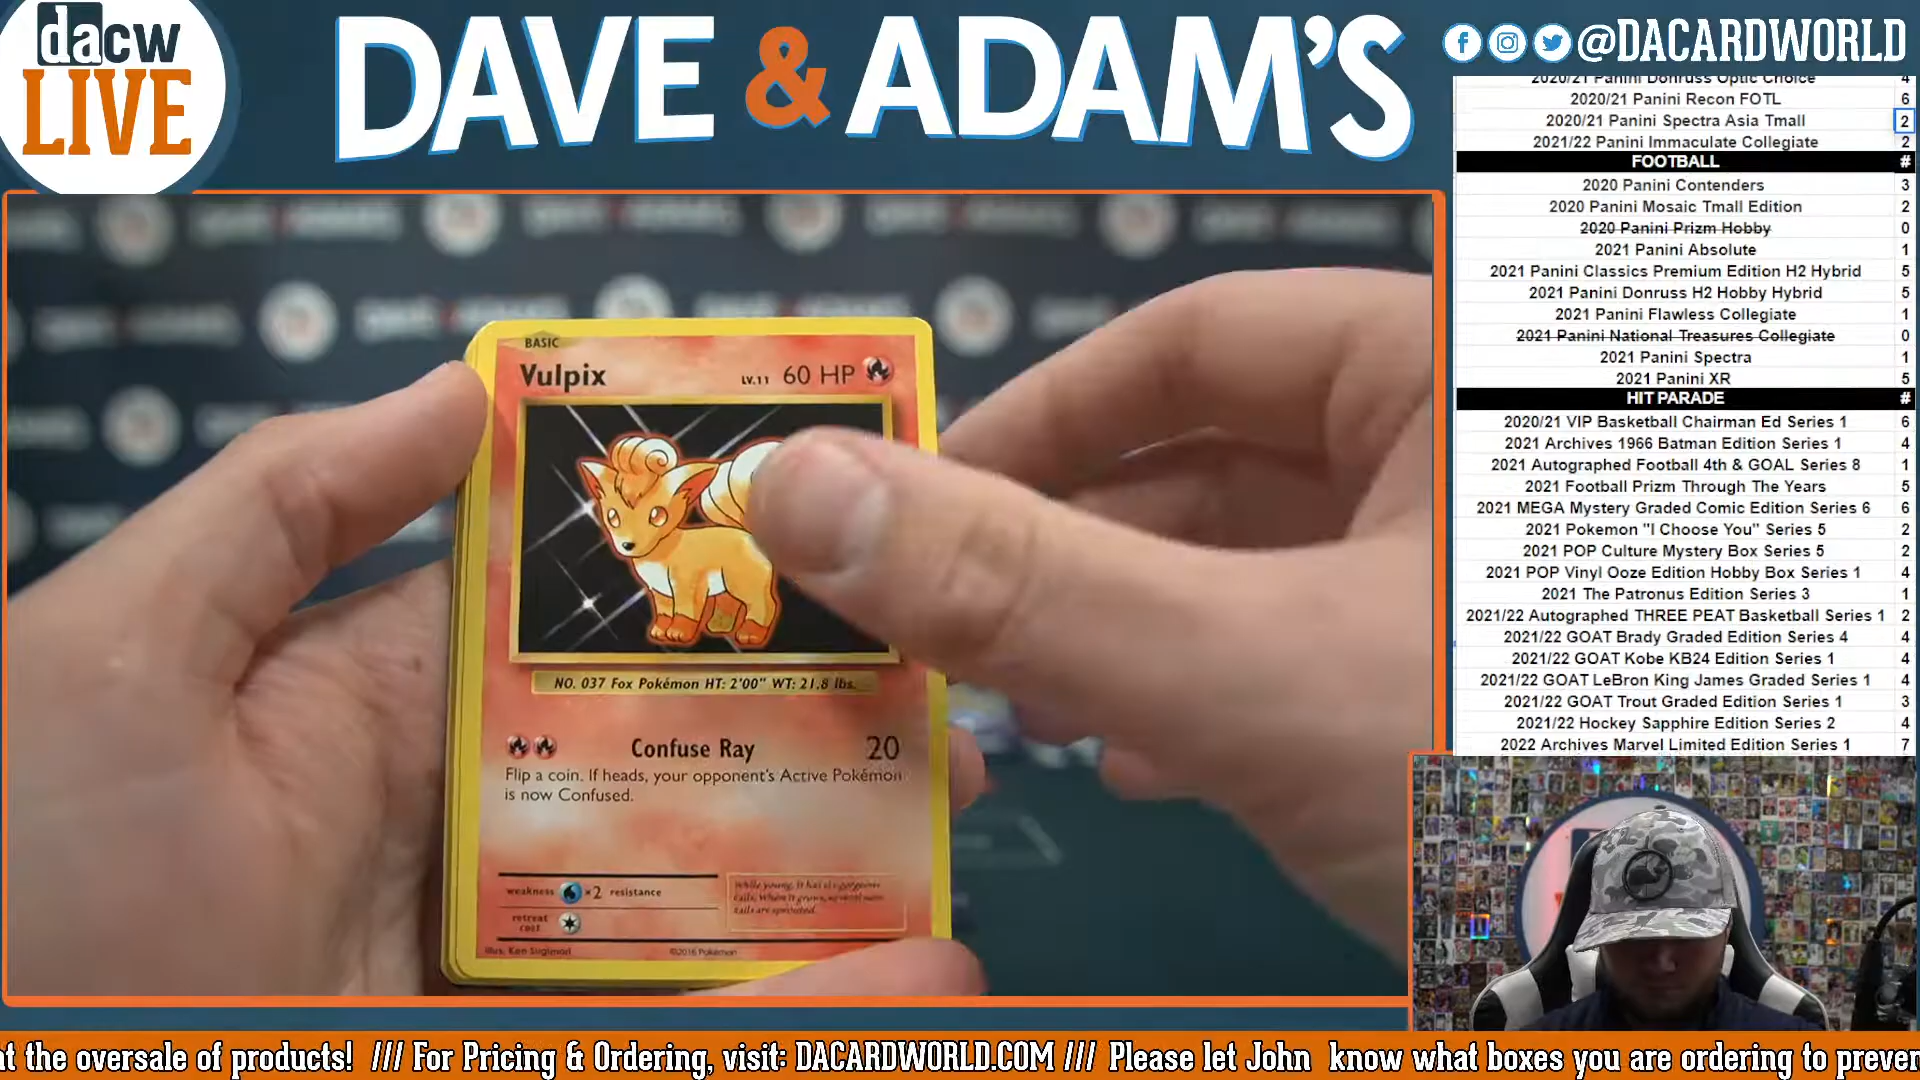 dacw
LIVE
DAVE & ADAM'S
@DACARDWORLD
2020/21 Panini Donruss Optic Choice 4
2020/21 Panini Recon FOTL 6
2020/21 Panini Spectra Asia Tmall 2
2021/22 Panini Immaculate Collegiate 2
FOOTBALL #
2020 Panini Contenders 3
2020 Panini Mosaic Tmall Edition 2
2020 Panini Prizm Hobby 0
2021 Panini Absolute 1
2021 Panini Classics Premium Edition H2 Hybrid 5
2021 Panini Donruss H2 Hobby Hybrid 5
2021 Panini Flawless Collegiate 1
2021 Panini National Treasures Collegiate 0
2021 Panini Spectra 1
2021 Panini XR 5
HIT PARADE #
2020/21 VIP Basketball Chairman Ed Series 1 6
2021 Archives 1966 Batman Edition Series 1 4
2021 Autographed Football 4th & GOAL Series 8 1
2021 Football Prizm Through The Years 5
2021 MEGA Mystery Graded Comic Edition Series 6 6
2021 Pokemon "I Choose You" Series 5 2
2021 POP Culture Mystery Box Series 5 2
2021 POP Vinyl Ooze Edition Hobby Box Series 1 4
2021 The Patronus Edition Series 3 1
2021/22 Autographed THREE PEAT Basketball Series 1 2
2021/22 GOAT Brady Graded Edition Series 4 4
2021/22 GOAT Kobe KB24 Edition Series 1 4
2021/22 GOAT LeBron King James Graded Series 1 4
2021/22 GOAT Trout Graded Edition Series 1 3
2021/22 Hockey Sapphire Edition Series 2 4
2022 Archives Marvel Limited Edition Series 1 7
BASIC
Vulpix LV.11 60 HP
NO. 037 Fox Pokémon HT: 2'00" WT: 21.8 lbs.
Confuse Ray 20
Flip a coin. If heads, your opponent's Active Pokémon
is now Confused.
weakness ×2 resistance
retreat
cost
Illus. Ken Sugimori ©2016 Pokémon
t the oversale of products! /// For Pricing & Ordering, visit: DACARDWORLD.COM /// Please let John know what boxes you are ordering to preven